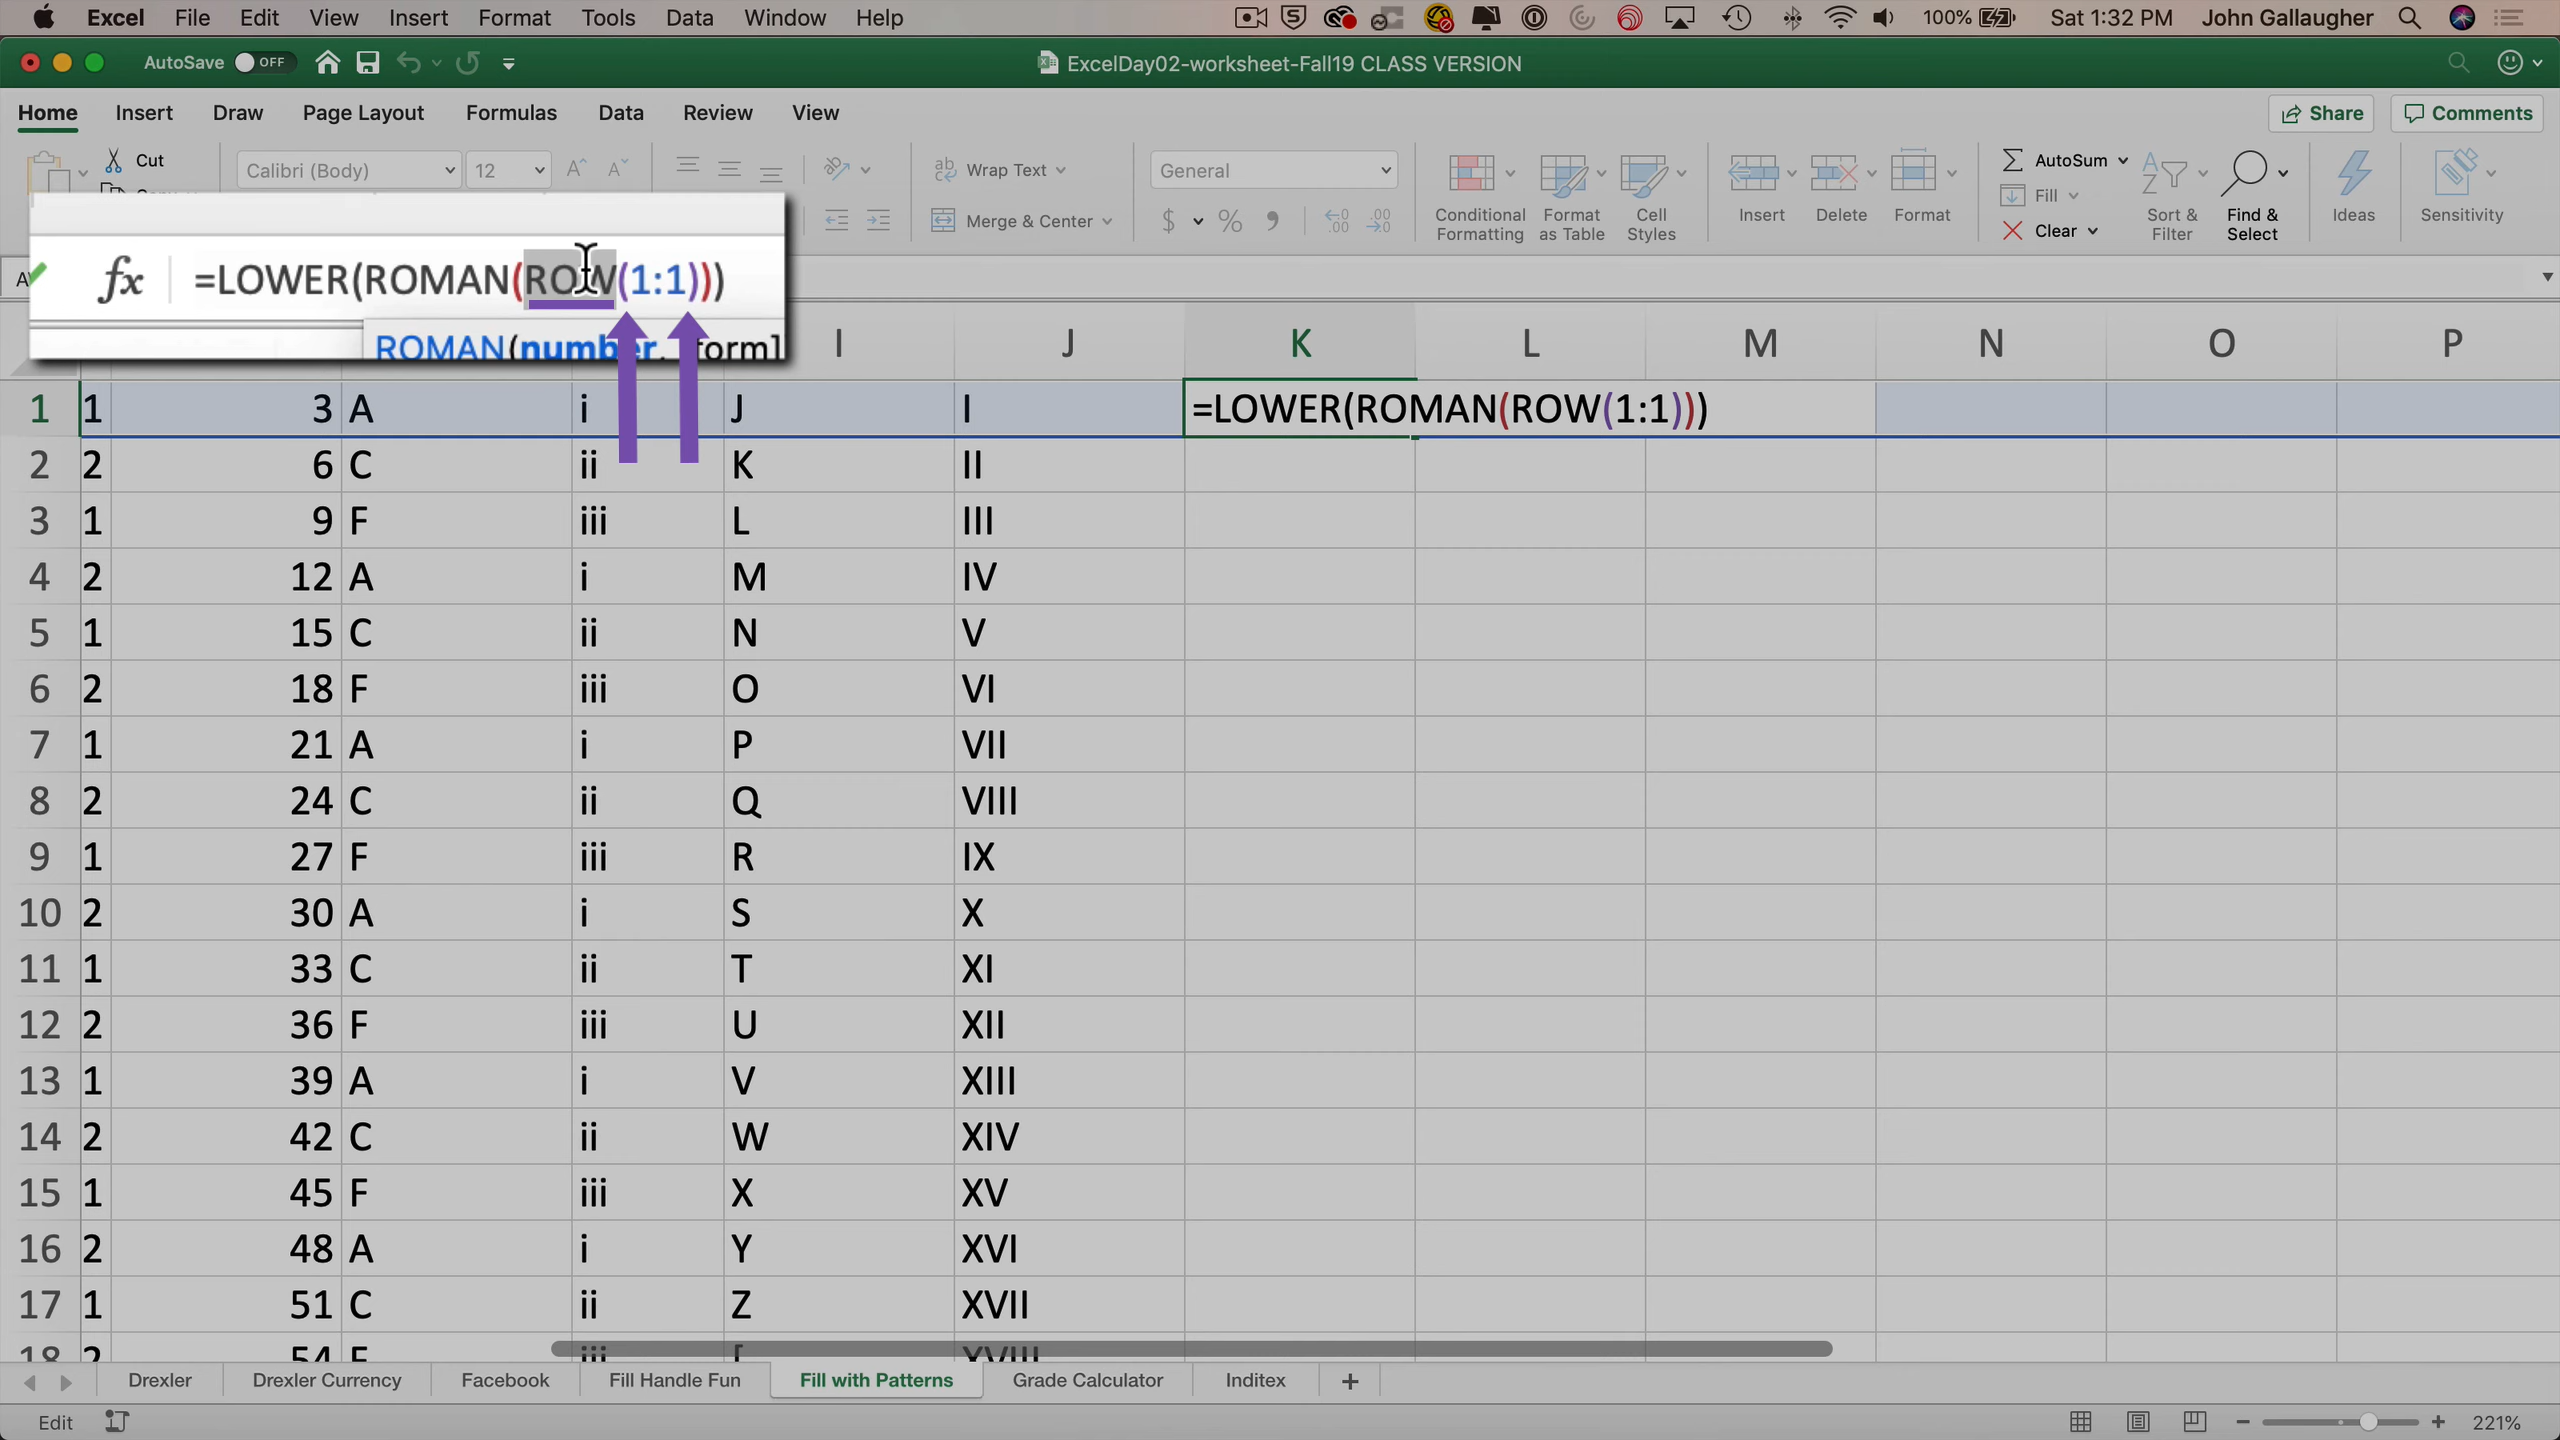 Excel File Edit View Insert Format Tools Data Window Help 100% Sat 1:32 PM John Gallaugher
AutoSave OFF ExcelDay02-worksheet-Fall19 CLASS VERSION
Home Insert Draw Page Layout Formulas Data Review View Share Comments
Cut Calibri (Body) 12 Wrap Text General AutoSum
Fill
Merge & Center $ % Conditional Formatting Format as Table Cell Styles Insert Delete Format Clear Sort & Filter Find & Select Ideas Sensitivity
fx =LOWER(ROMAN(ROW(1:1)))
ROMAN(number, form]
I J K L M N O P
1 1 3 A i J I =LOWER(ROMAN(ROW(1:1)))
2 2 6 C ii K II
3 1 9 F iii L III
4 2 12 A i M IV
5 1 15 C ii N V
6 2 18 F iii O VI
7 1 21 A i P VII
8 2 24 C ii Q VIII
9 1 27 F iii R IX
10 2 30 A i S X
11 1 33 C ii T XI
12 2 36 F iii U XII
13 1 39 A i V XIII
14 2 42 C ii W XIV
15 1 45 F iii X XV
16 2 48 A i Y XVI
17 1 51 C ii Z XVII
18 2 54 F iii [ XVIII
Drexler Drexler Currency Facebook Fill Handle Fun Fill with Patterns Grade Calculator Inditex +
Edit 221%